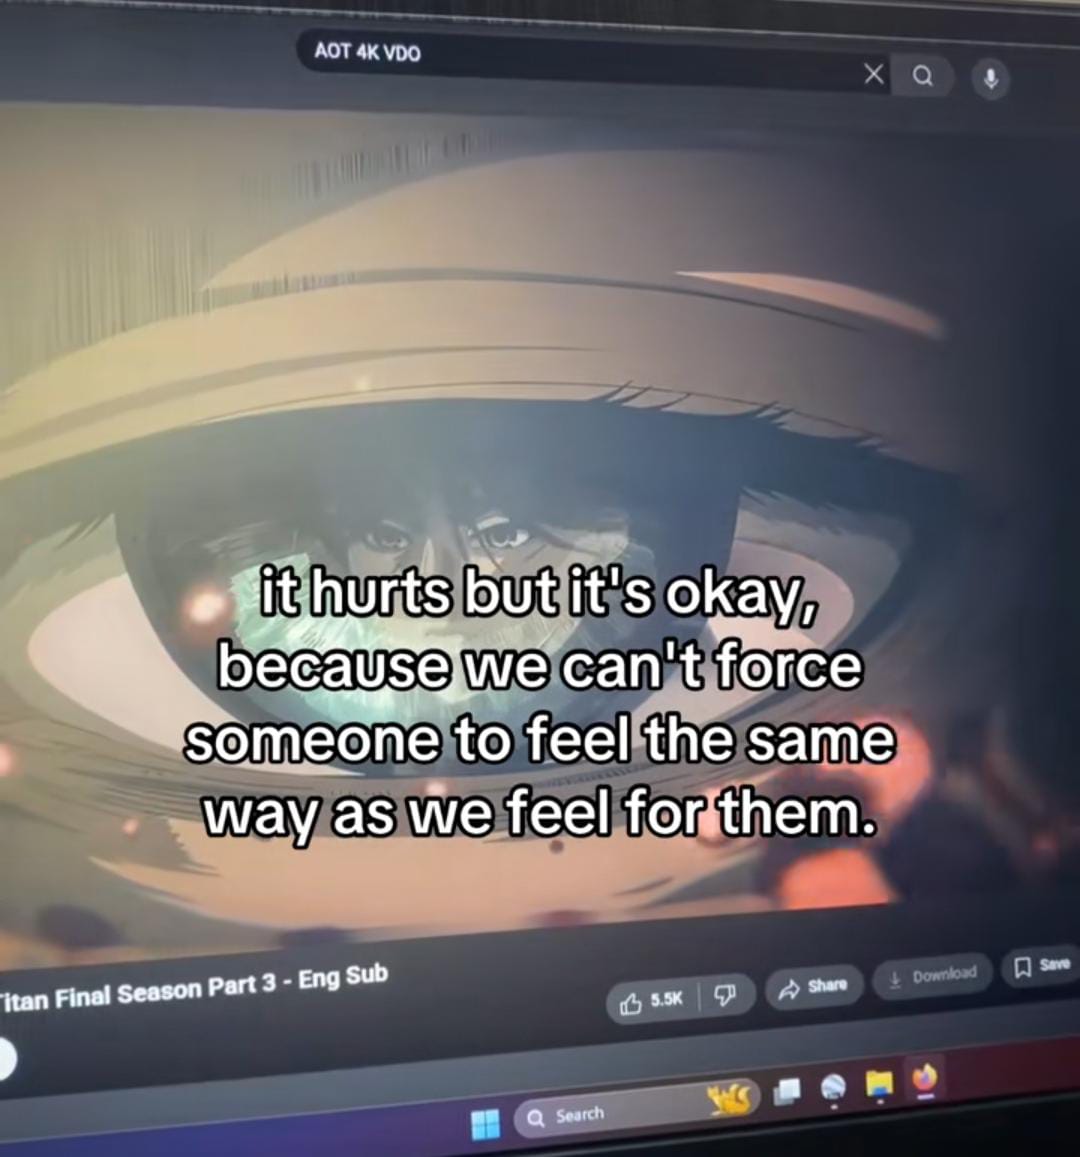 AOT 4K VDO
it hurts but it's okay,
because we can't force
someone to feel the same
way as we feel for them.
Titan Final Season Part 3 - Eng Sub
5.5K
Share
Download
Save
Search